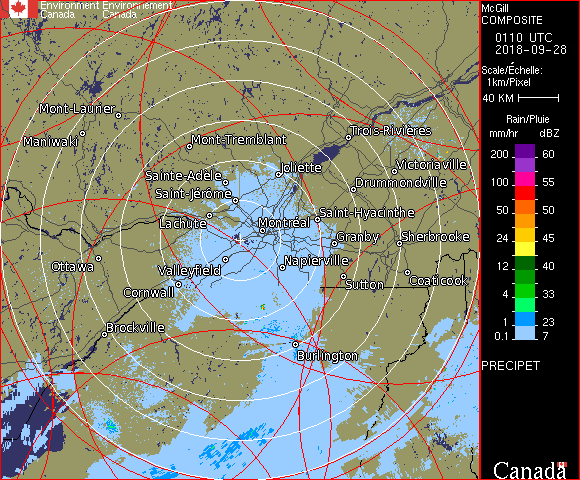 Environment Environnement
Canada Canada
McGill
COMPOSITE
0110 UTC
2018-09-28
Scale/Échelle:
1km/Pixel
40 KM
Rain/Pluie
mm/hr dBZ
200 60
100 55
50 50
24 45
12 40
4 33
1 23
0.1 7
PRECIPET
Canada
Mont-Laurier
Maniwaki
Mont-Tremblant
Trois-Rivières
Sainte-Adèle
Joliette
Victoriaville
Saint-Jérôme
Drummondville
Lachute
Montréal
Saint-Hyacinthe
Granby
Sherbrooke
Ottawa
Valleyfield
Napierville
Cornwall
Sutton
Coaticook
Brockville
Burlington